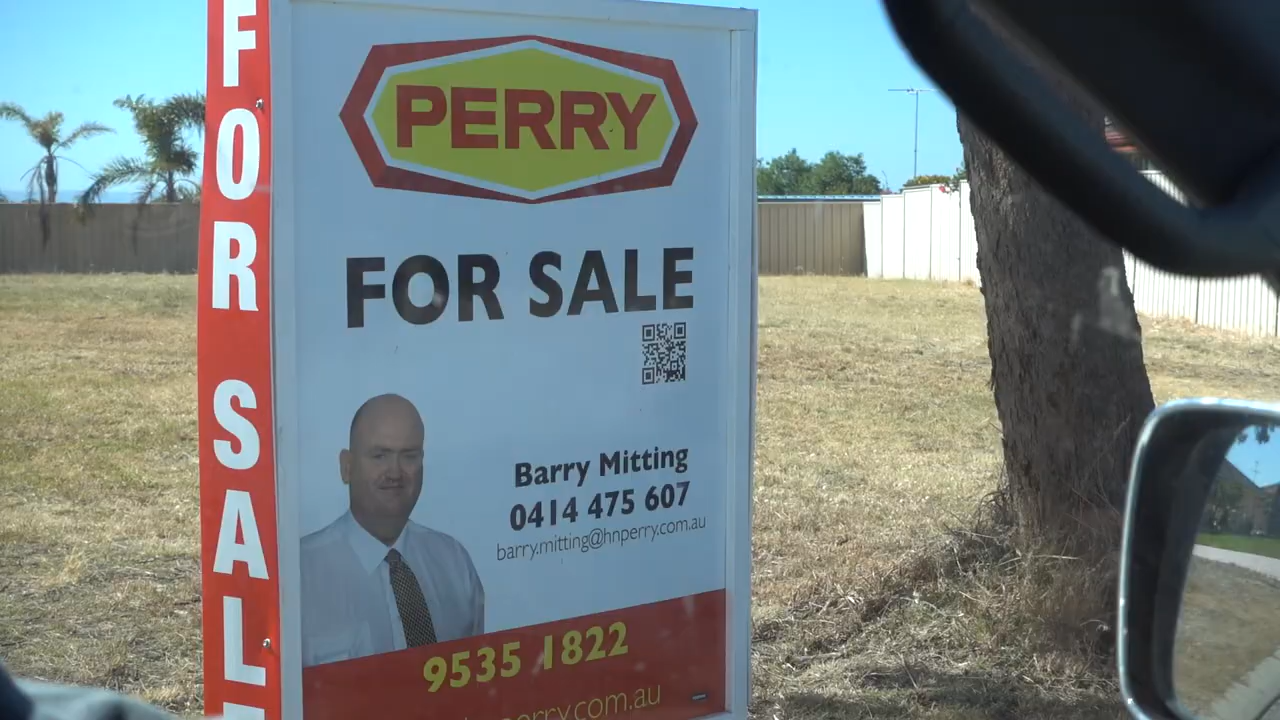 FOR SALE
PERRY
FOR SALE
Barry Mitting
0414 475 607
barry.mitting@hnperry.com.au
9535 1822